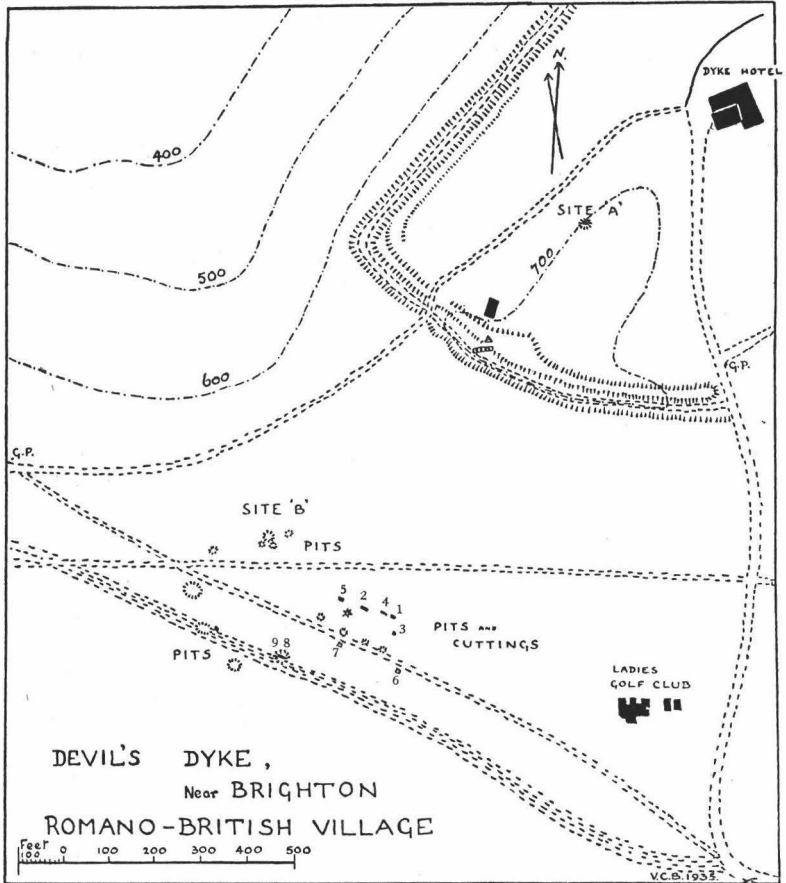 N.
DYKE HOTEL
400
SITE 'A'
700
500
G.P.
600
G.P.
SITE 'B'
PITS
5 2 4 1
3
PITS AND
CUTTINGS
7
9 8
PITS
6
LADIES
GOLF CLUB
DEVIL'S DYKE,
Near BRIGHTON
ROMANO-BRITISH VILLAGE
Feet
100 0 100 200 300 400 500
V.C.B. 1933.